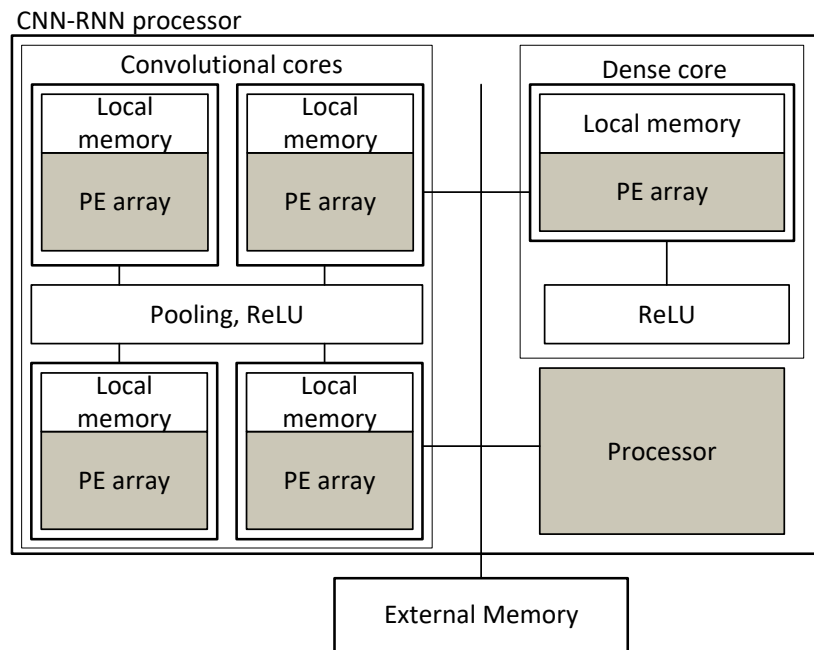 CNN-RNN processor
Convolutional cores
Dense core
Local
memory
PE array
Local
memory
PE array
Local memory
PE array
Pooling, ReLU
ReLU
Local
memory
PE array
Local
memory
PE array
Processor
External Memory